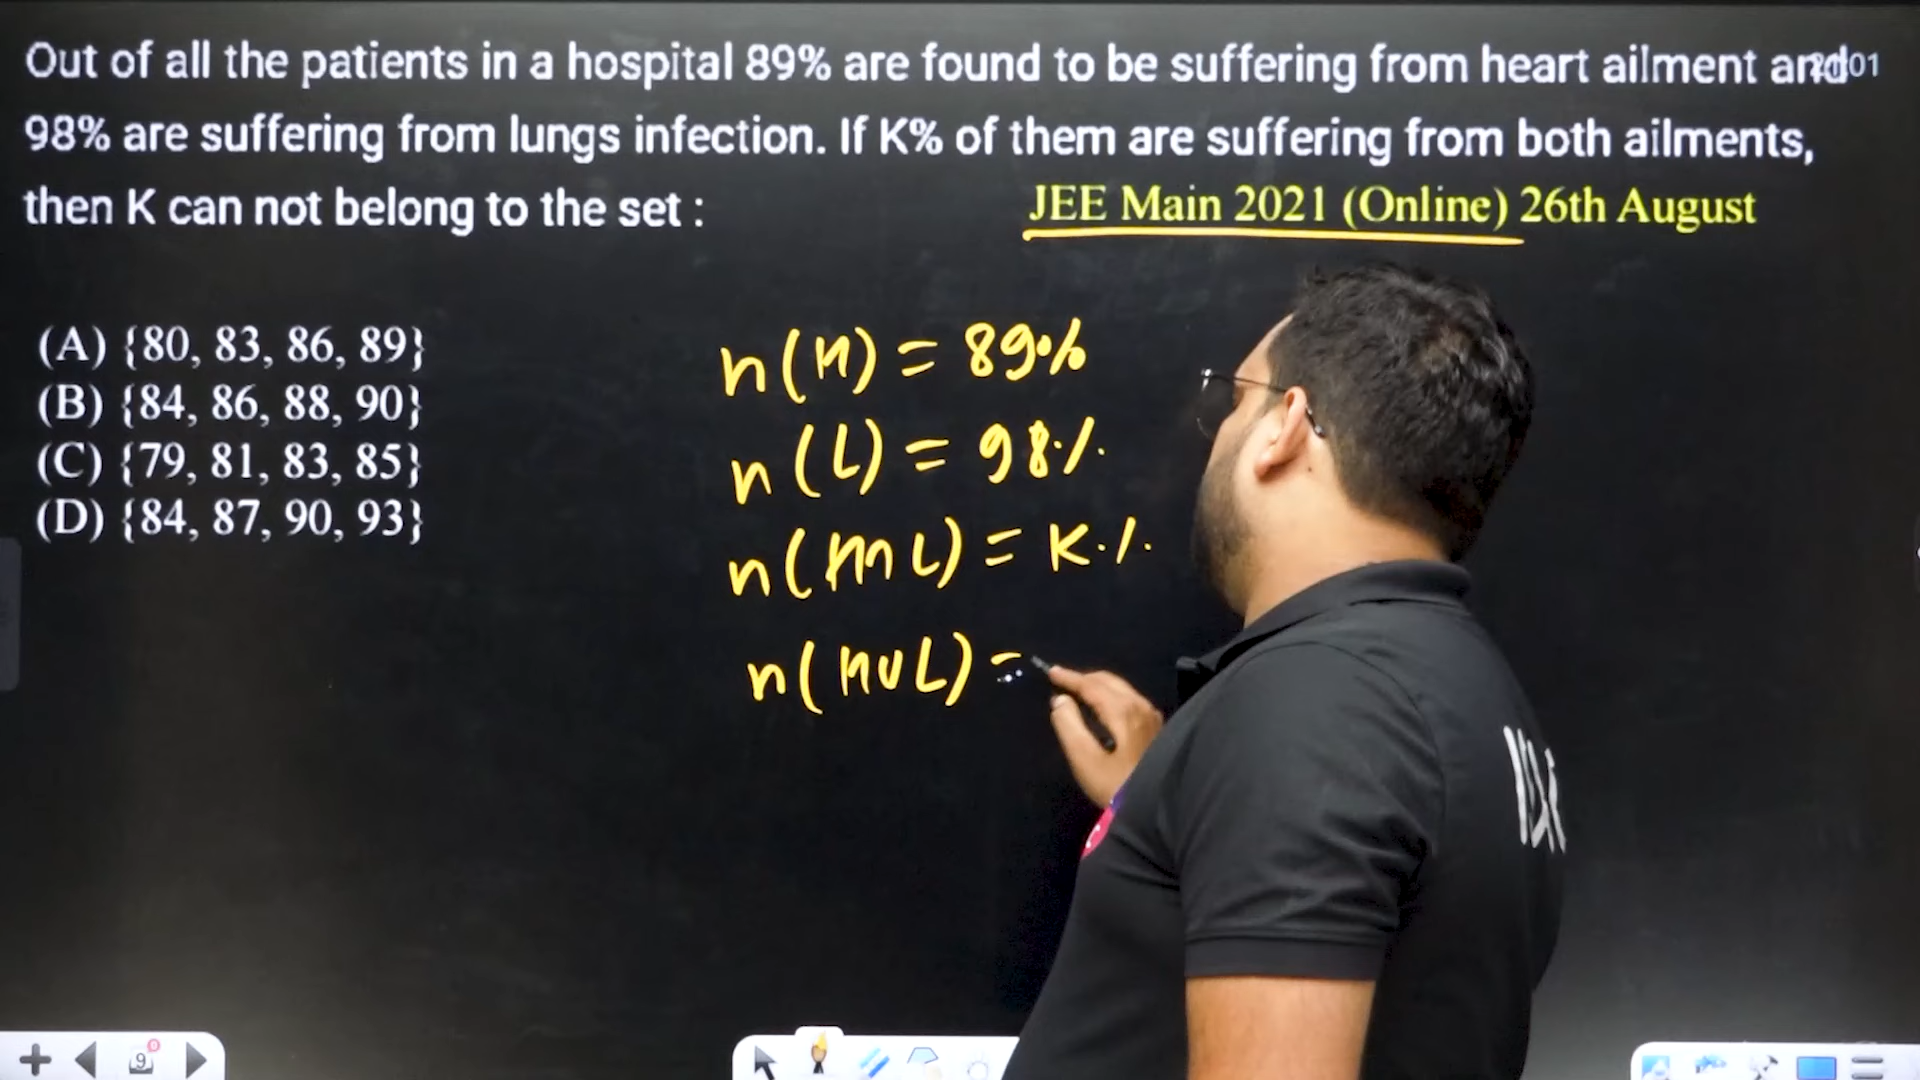 Out of all the patients in a hospital 89% are found to be suffering from heart ailment and
98% are suffering from lungs infection. If K% of them are suffering from both ailments,
then K can not belong to the set :
JEE Main 2021 (Online) 26th August
(A) {80, 83, 86, 89}
(B) {84, 86, 88, 90}
(C) {79, 81, 83, 85}
(D) {84, 87, 90, 93}
n(H) = 89%
n(L) = 98%
n(H∩L) = K%
n(H∪L) =
9